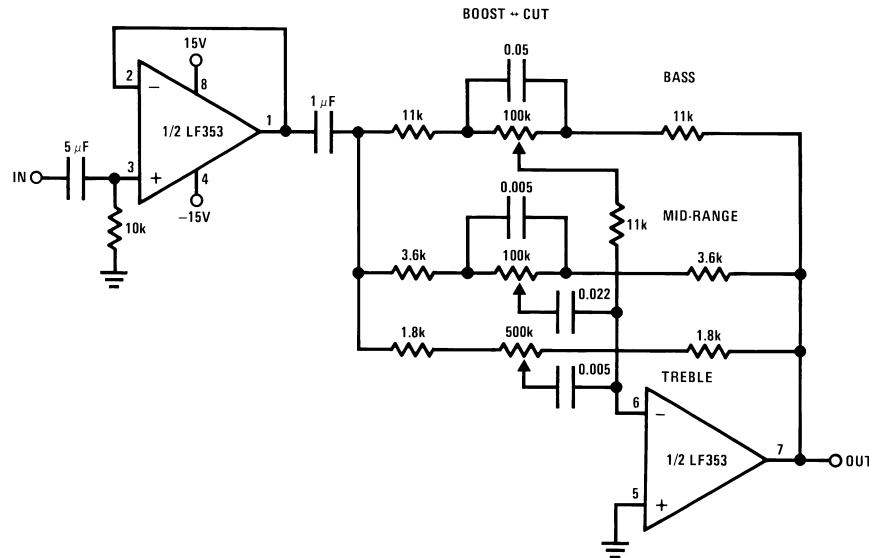 BOOST ↔ CUT
0.05
15V
BASS
2
8
1 µF
11k
100k
11k
1/2 LF353
1
5 µF
3
4
0.005
IN
−15V
11k
MID-RANGE
10k
3.6k
100k
3.6k
0.022
1.8k
500k
1.8k
0.005
TREBLE
6
−
7
1/2 LF353
OUT
5
+
−
+